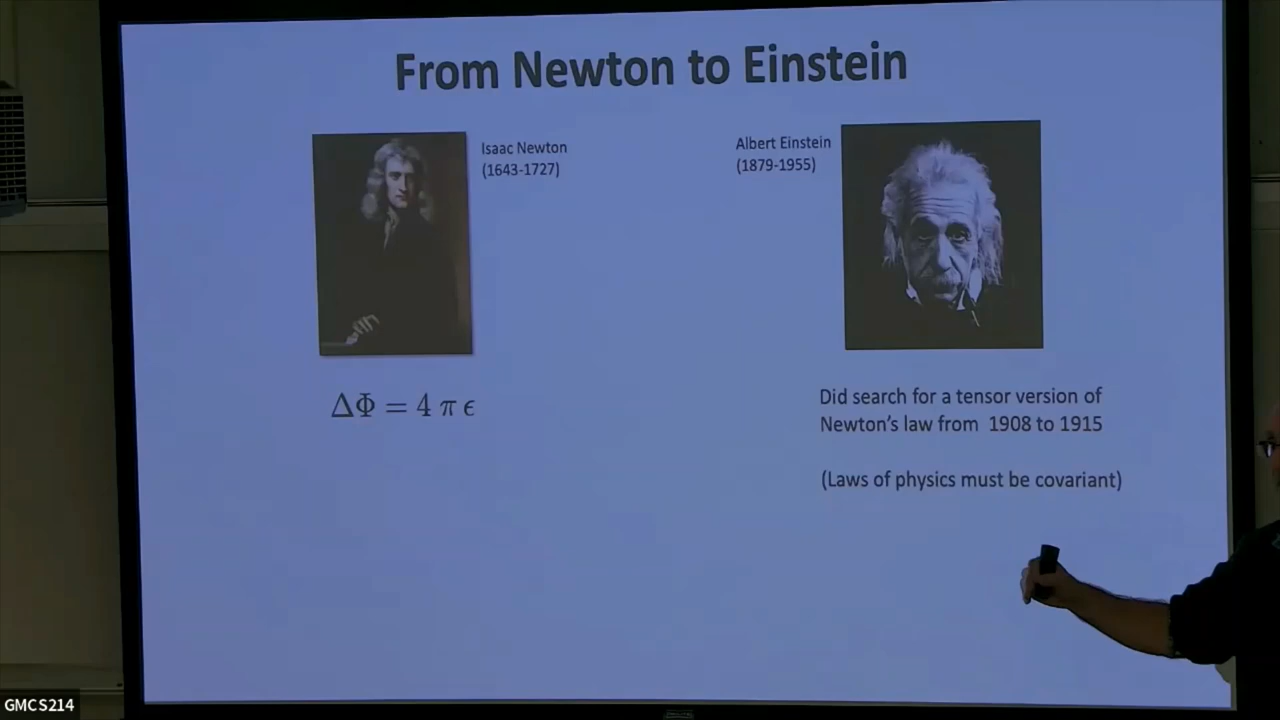 From Newton to Einstein
Isaac Newton
(1643-1727)
Albert Einstein
(1879-1955)
ΔΦ = 4 π ϵ
Did search for a tensor version of
Newton's law from 1908 to 1915
(Laws of physics must be covariant)
GMCS214